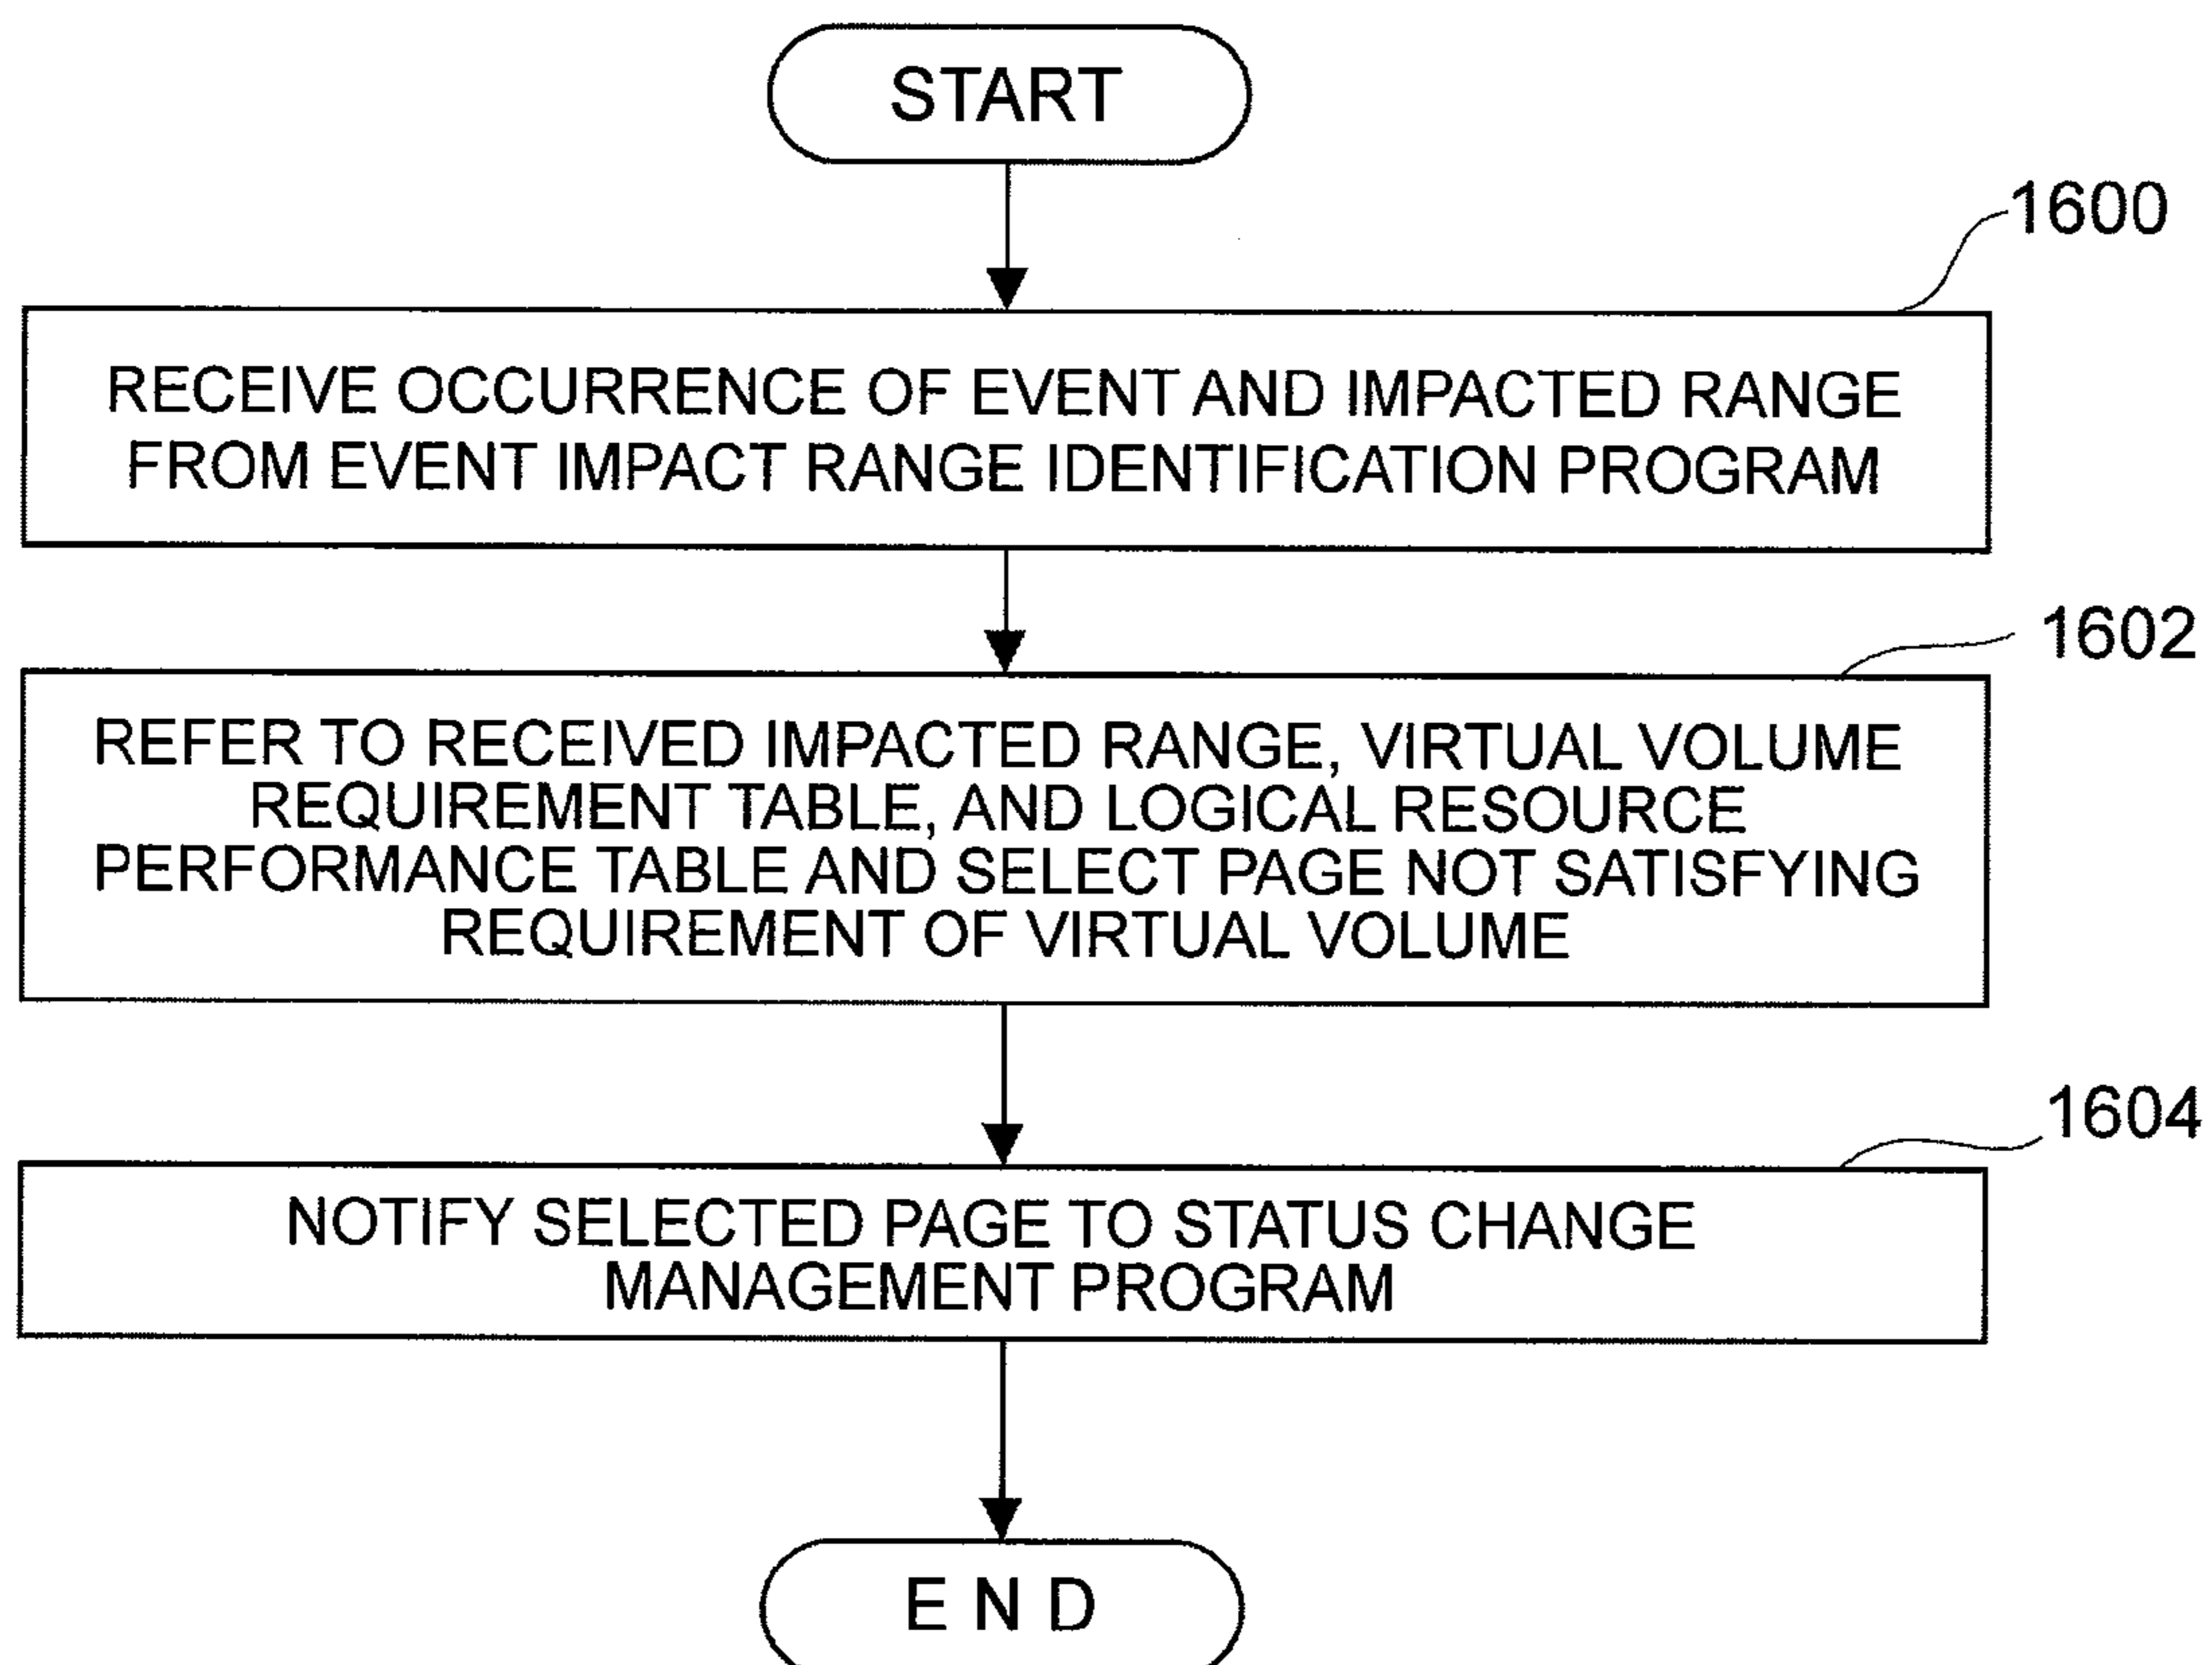 START
1600
RECEIVE OCCURRENCE OF EVENT AND IMPACTED RANGE
FROM EVENT IMPACT RANGE IDENTIFICATION PROGRAM
1602
REFER TO RECEIVED IMPACTED RANGE, VIRTUAL VOLUME
REQUIREMENT TABLE, AND LOGICAL RESOURCE
PERFORMANCE TABLE AND SELECT PAGE NOT SATISFYING
REQUIREMENT OF VIRTUAL VOLUME
1604
NOTIFY SELECTED PAGE TO STATUS CHANGE
MANAGEMENT PROGRAM
E N D